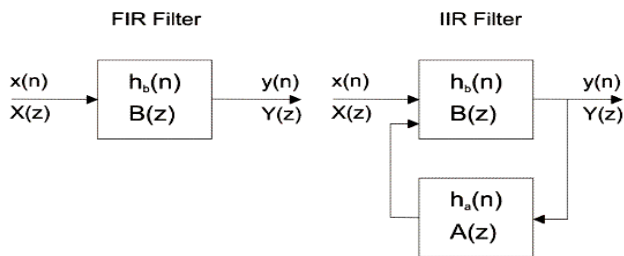 FIR Filter
x(n)
X(z)
h_b(n)
B(z)
y(n)
Y(z)
IIR Filter
x(n)
X(z)
h_b(n)
B(z)
y(n)
Y(z)
h_a(n)
A(z)